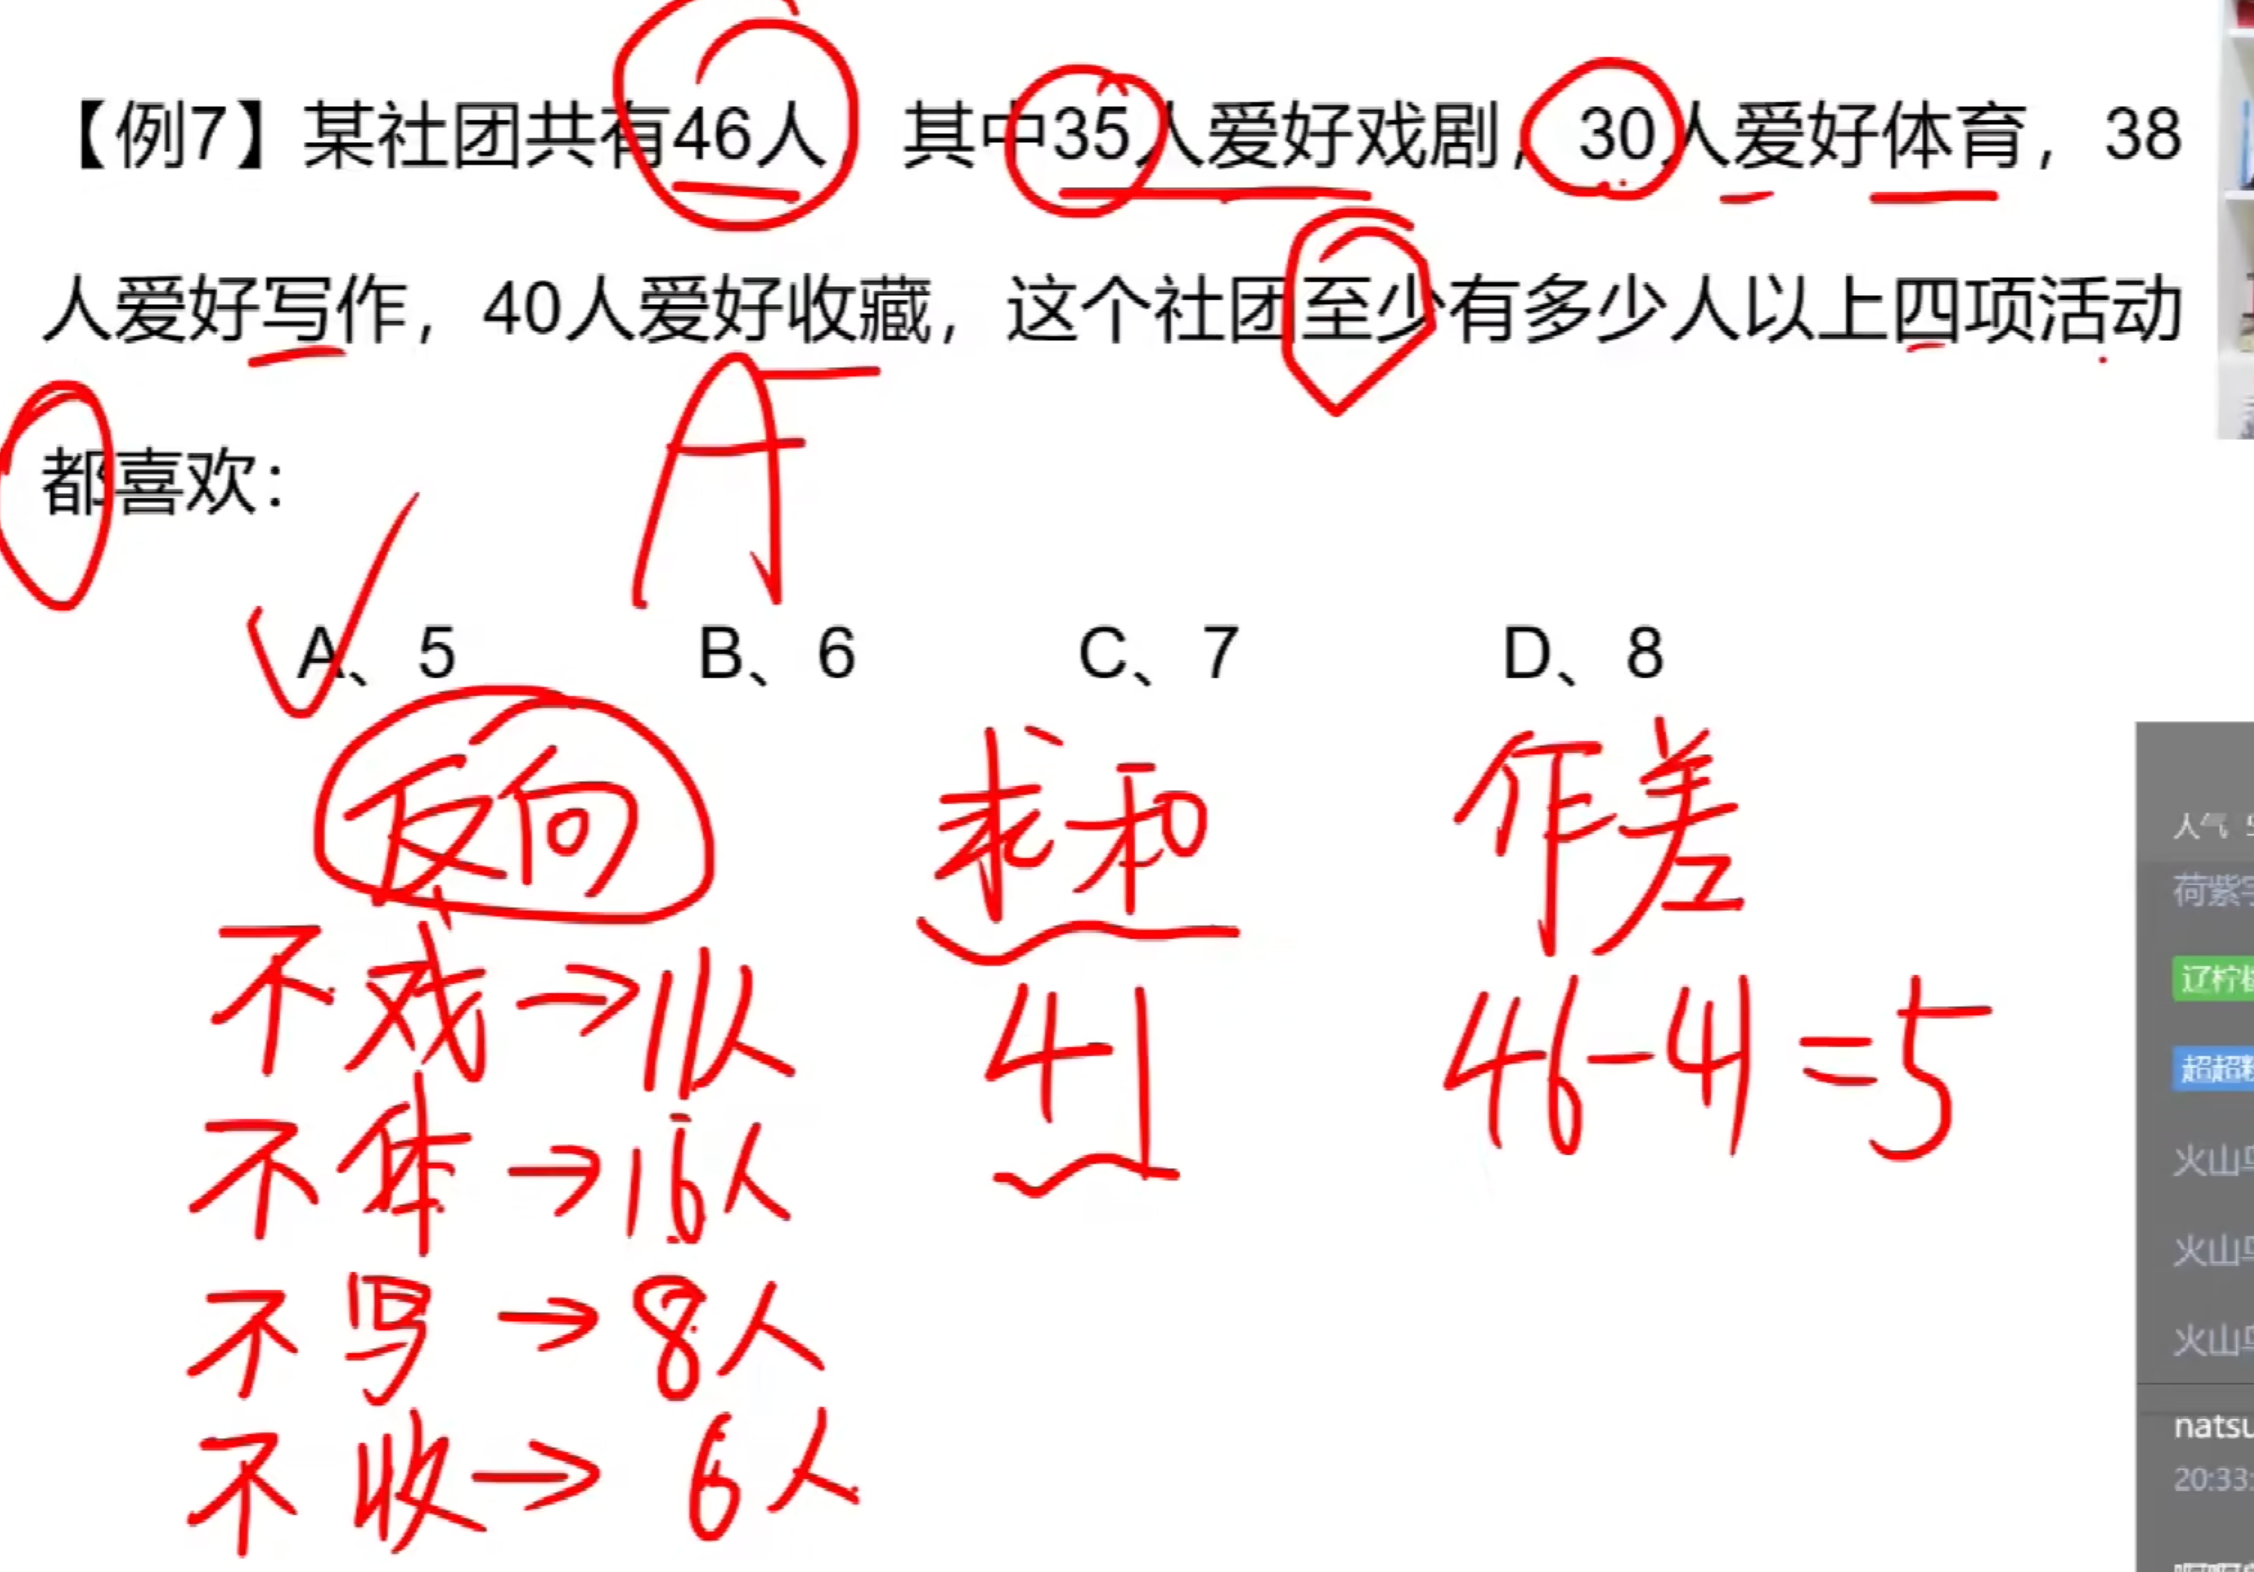 【例7】某社团共有46人，其中35人爱好戏剧，30人爱好体育，38
人爱好写作，40人爱好收藏，这个社团至少有多少人以上四项活动
都喜欢：
A
A、5 B、6 C、7 D、8
反向 求和 作差
不戏→11人 41 46-41=5
不体→16人
不写→8人
不收→6人
人气
荷紫
辽柠
超超
火山
火山
火山
natsu
20:33: